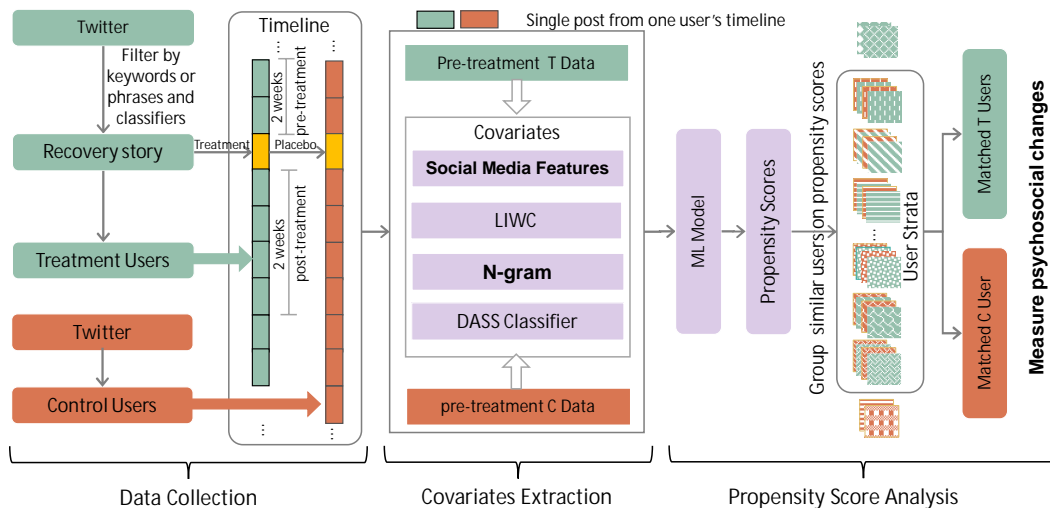 Twitter
Filter by
keywords or
phrases and
classifiers
Recovery story
Treatment Users
Twitter
Control Users
Treatment
Placebo
Timeline
...
...
2 weeks
pre-treatment
2 weeks
post-treatment
...
...
Data Collection
Single post from one user's timeline
Pre-treatment T Data
Covariates
Social Media Features
LIWC
N-gram
DASS Classifier
pre-treatment C Data
Covariates Extraction
ML Model
Propensity Scores
Group similar users on propensity scores
...
User Strata
Matched T Users
Matched C User
Measure psychosocial changes
Propensity Score Analysis